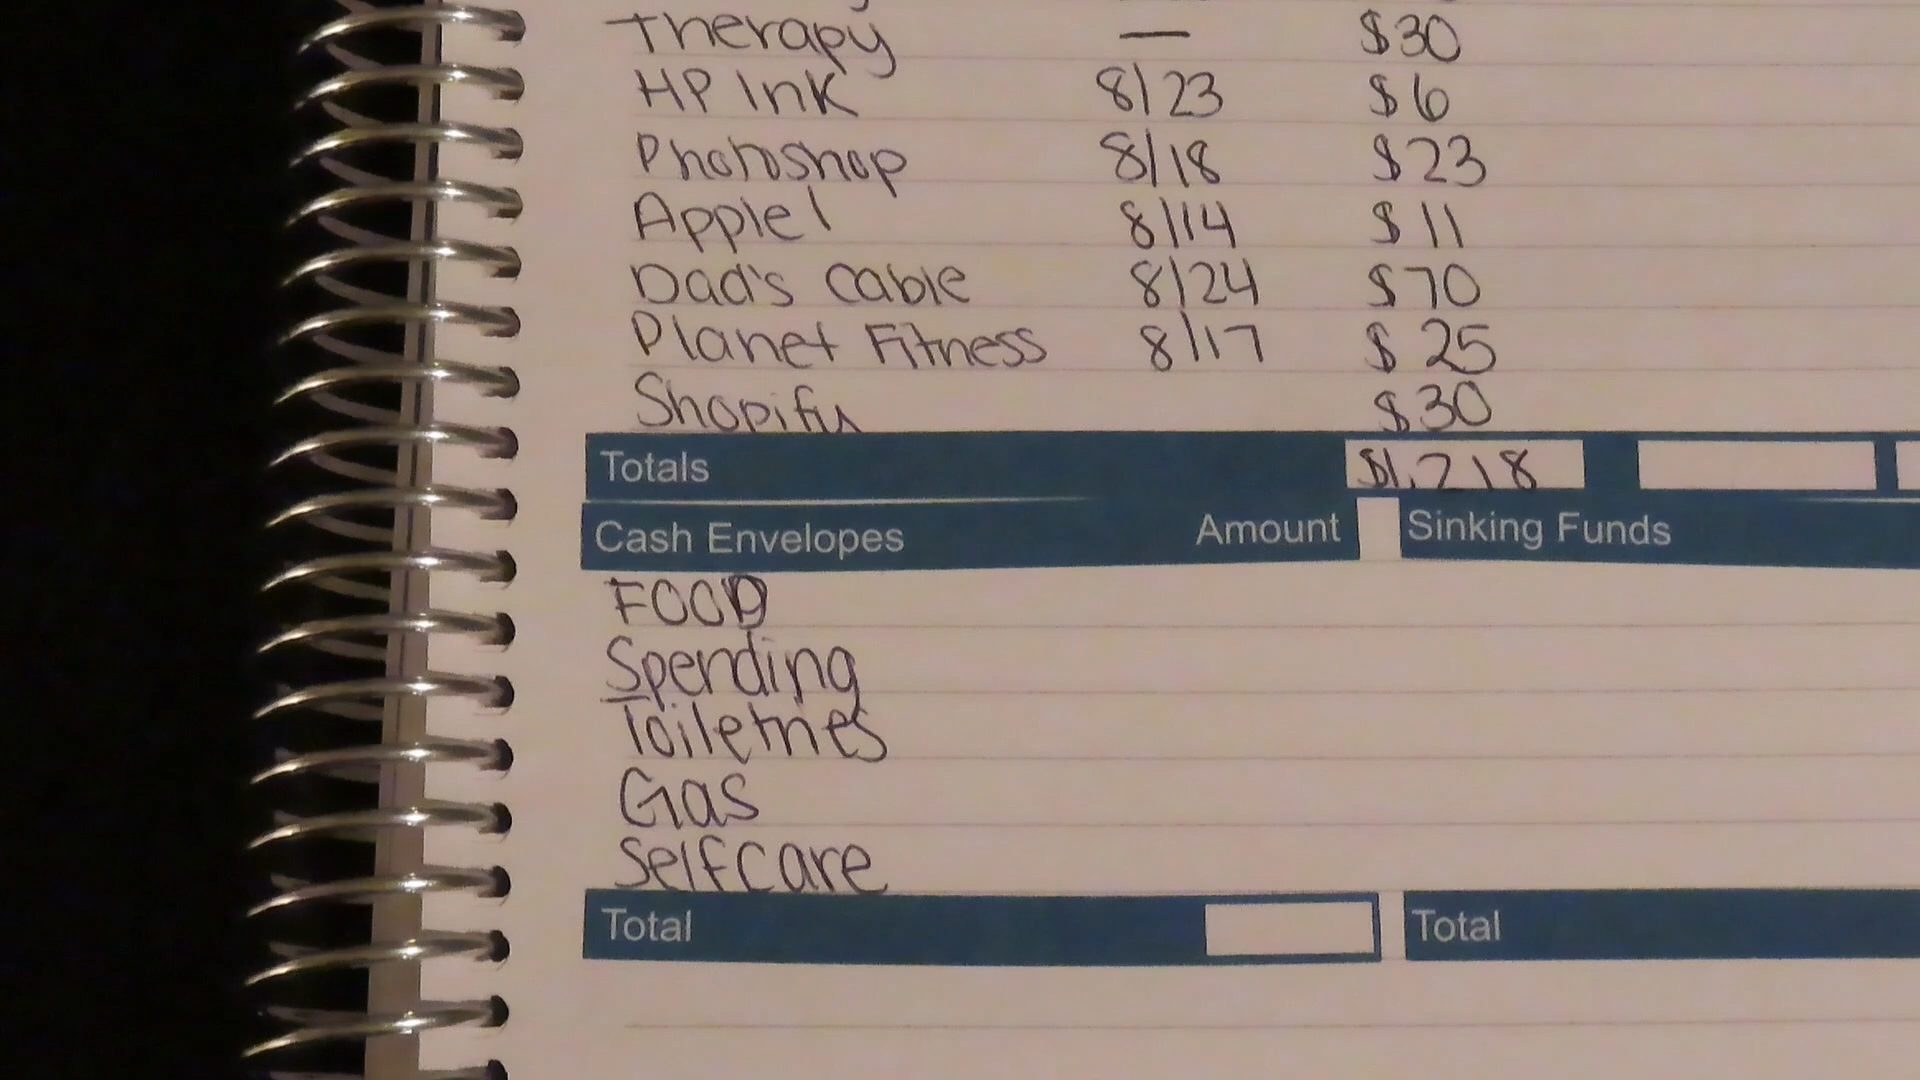 Therapy — $30
HP Ink 8/23 $6
Photoshop 8/18 $23
Apple 1 8/14 $11
Dad's Cable 8/24 $70
Planet Fitness 8/17 $25
Shopify $30
Totals $1,218
Cash Envelopes Amount Sinking Funds
FOOD
Spending
Toiletries
Gas
Selfcare
Total Total